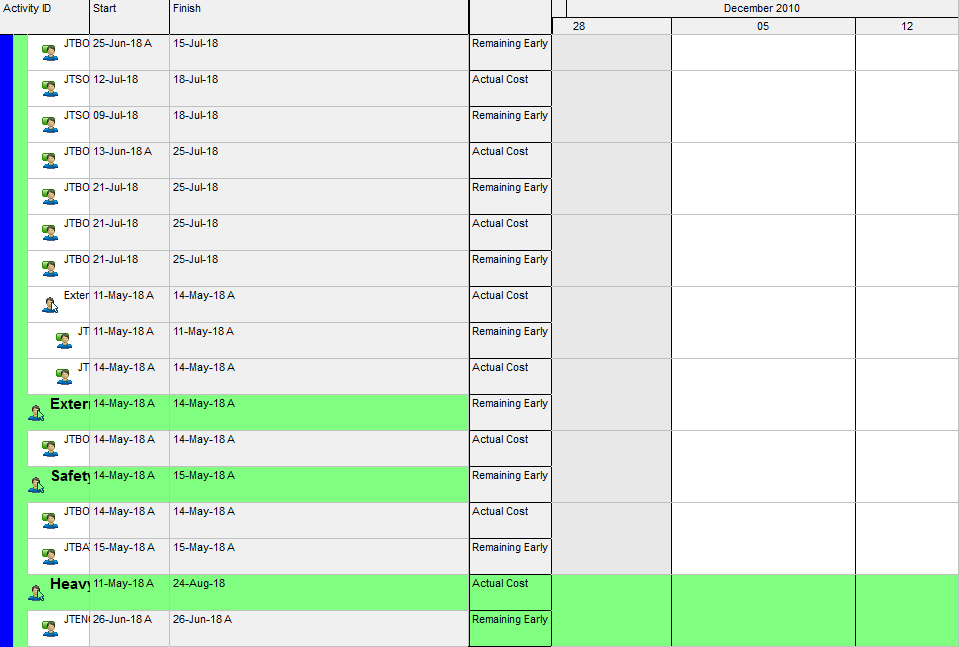 Activity ID Start Finish December 2010
28 05 12
JTBO 25-Jun-18 A 15-Jul-18 Remaining Early
JTSO 12-Jul-18 18-Jul-18 Actual Cost
JTSO 09-Jul-18 18-Jul-18 Remaining Early
JTBO 13-Jun-18 A 25-Jul-18 Actual Cost
JTBO 21-Jul-18 25-Jul-18 Remaining Early
JTBO 21-Jul-18 25-Jul-18 Actual Cost
JTBO 21-Jul-18 25-Jul-18 Remaining Early
Exter 11-May-18 A 14-May-18 A Actual Cost
JT 11-May-18 A 11-May-18 A Remaining Early
JT 14-May-18 A 14-May-18 A Actual Cost
Exter 14-May-18 A 14-May-18 A Remaining Early
JTBO 14-May-18 A 14-May-18 A Actual Cost
Safety 14-May-18 A 15-May-18 A Remaining Early
JTBO 14-May-18 A 14-May-18 A Actual Cost
JTBA 15-May-18 A 15-May-18 A Remaining Early
Heavy 11-May-18 A 24-Aug-18 Actual Cost
JTEN 26-Jun-18 A 26-Jun-18 A Remaining Early